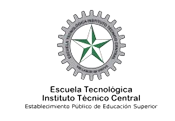 Escuela Tecnológica
Instituto Técnico Central
Establecimiento Público de Educación Superior